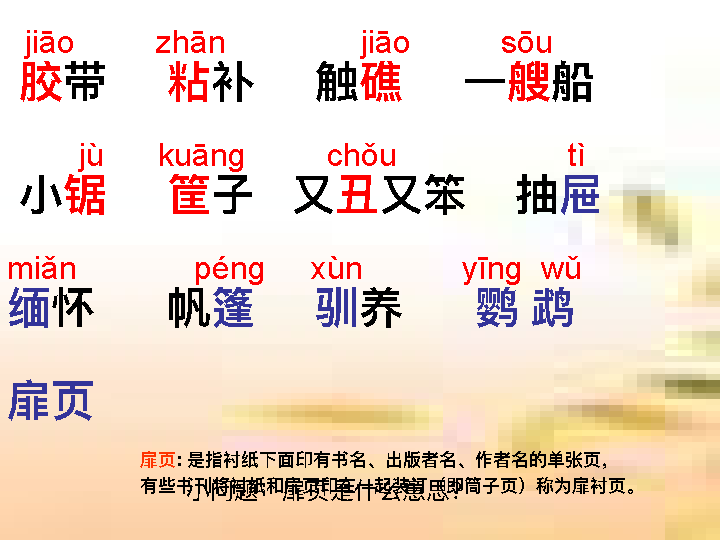 jiāo zhān jiāo sōu
胶带 粘补 触礁 一艘船
jù kuāng chǒu tì
小锯 筐子 又丑又笨 抽屉
miǎn péng xùn yīng wǔ
缅怀 帆篷 驯养 鹦鹉
扉页
扉页: 是指衬纸下面印有书名、出版者名、作者名的单张页，
有些书刊将衬纸和扉页印在一起装订（即筒子页）称为扉衬页。
小问题 扉页是什么意思？